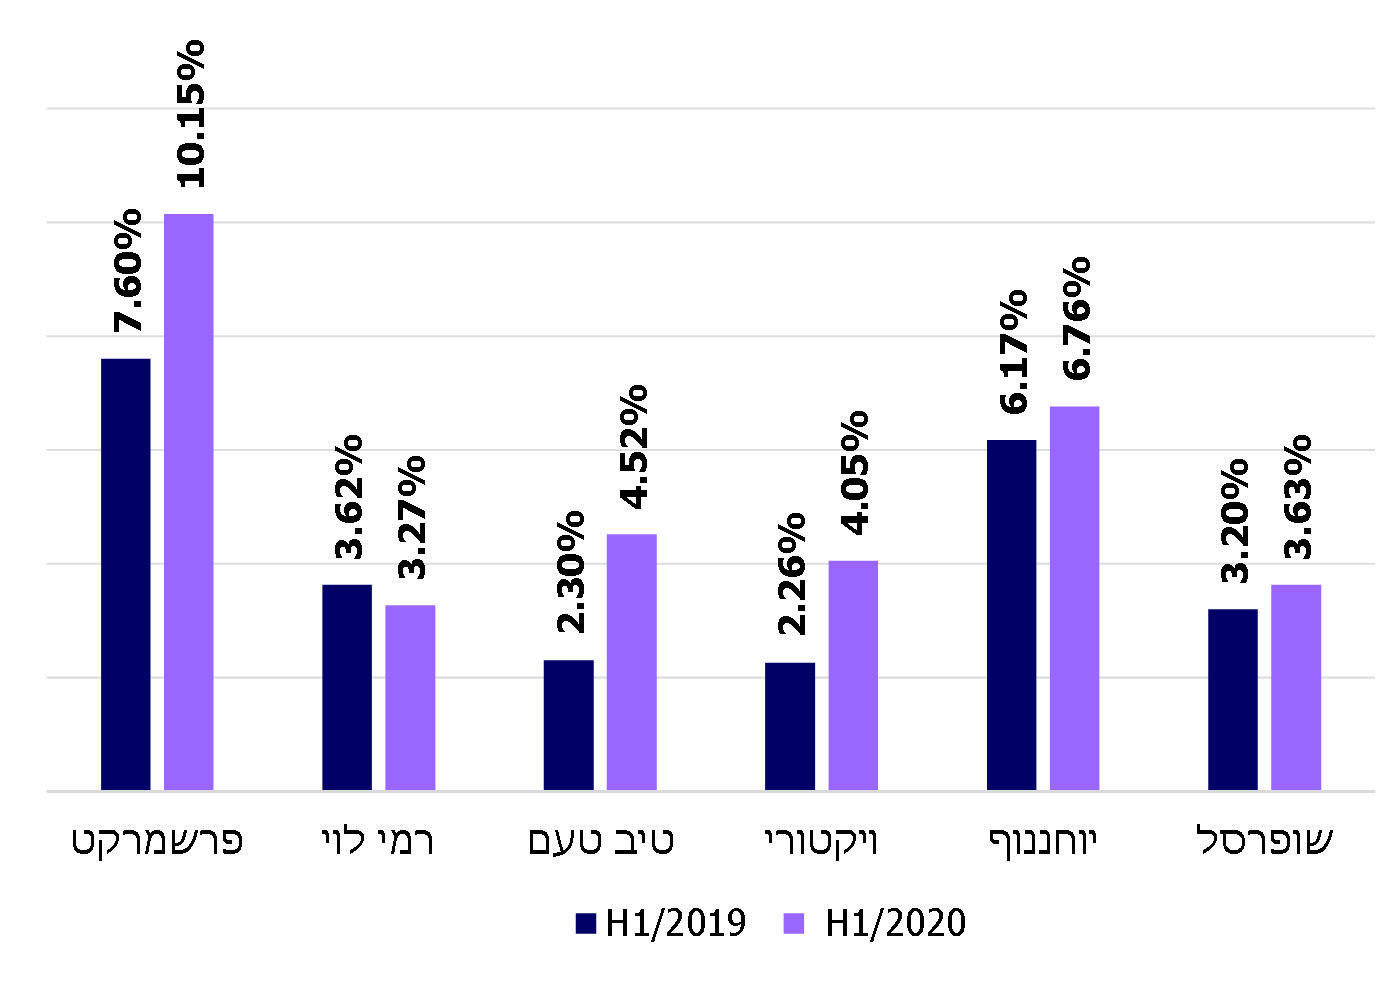 7.60%
10.15%
3.62%
3.27%
2.30%
4.52%
2.26%
4.05%
6.17%
6.76%
3.20%
3.63%
פרשמרקט
רמי לוי
טיב טעם
ויקטורי
יוחננוף
שופרסל
H1/2019
H1/2020